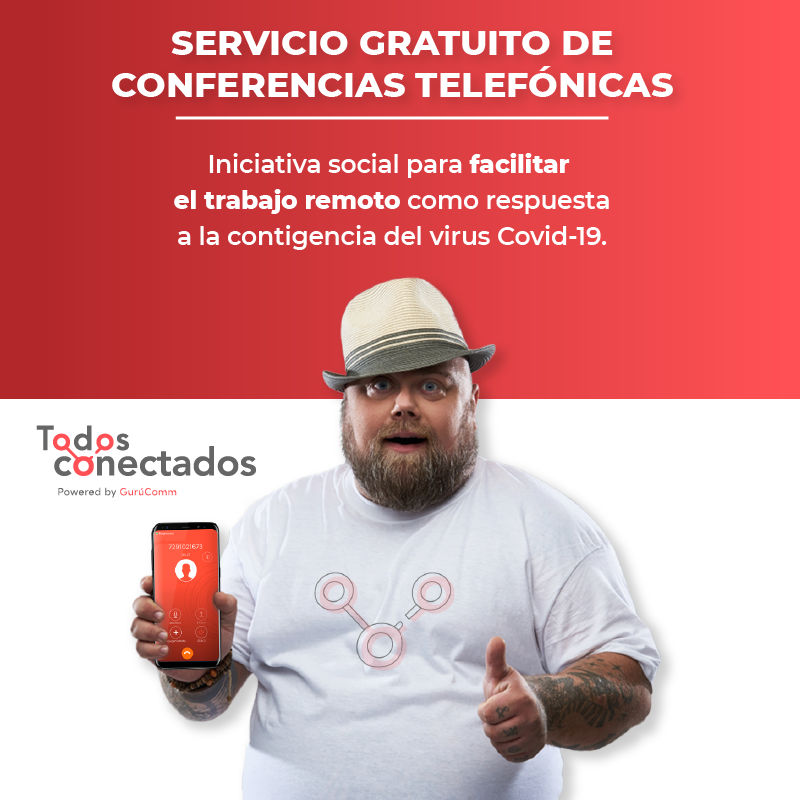 SERVICIO GRATUITO DE
CONFERENCIAS TELEFÓNICAS
Iniciativa social para facilitar
el trabajo remoto como respuesta
a la contigencia del virus Covid-19.
Todos
conectados
Powered by GurúComm
7291021673